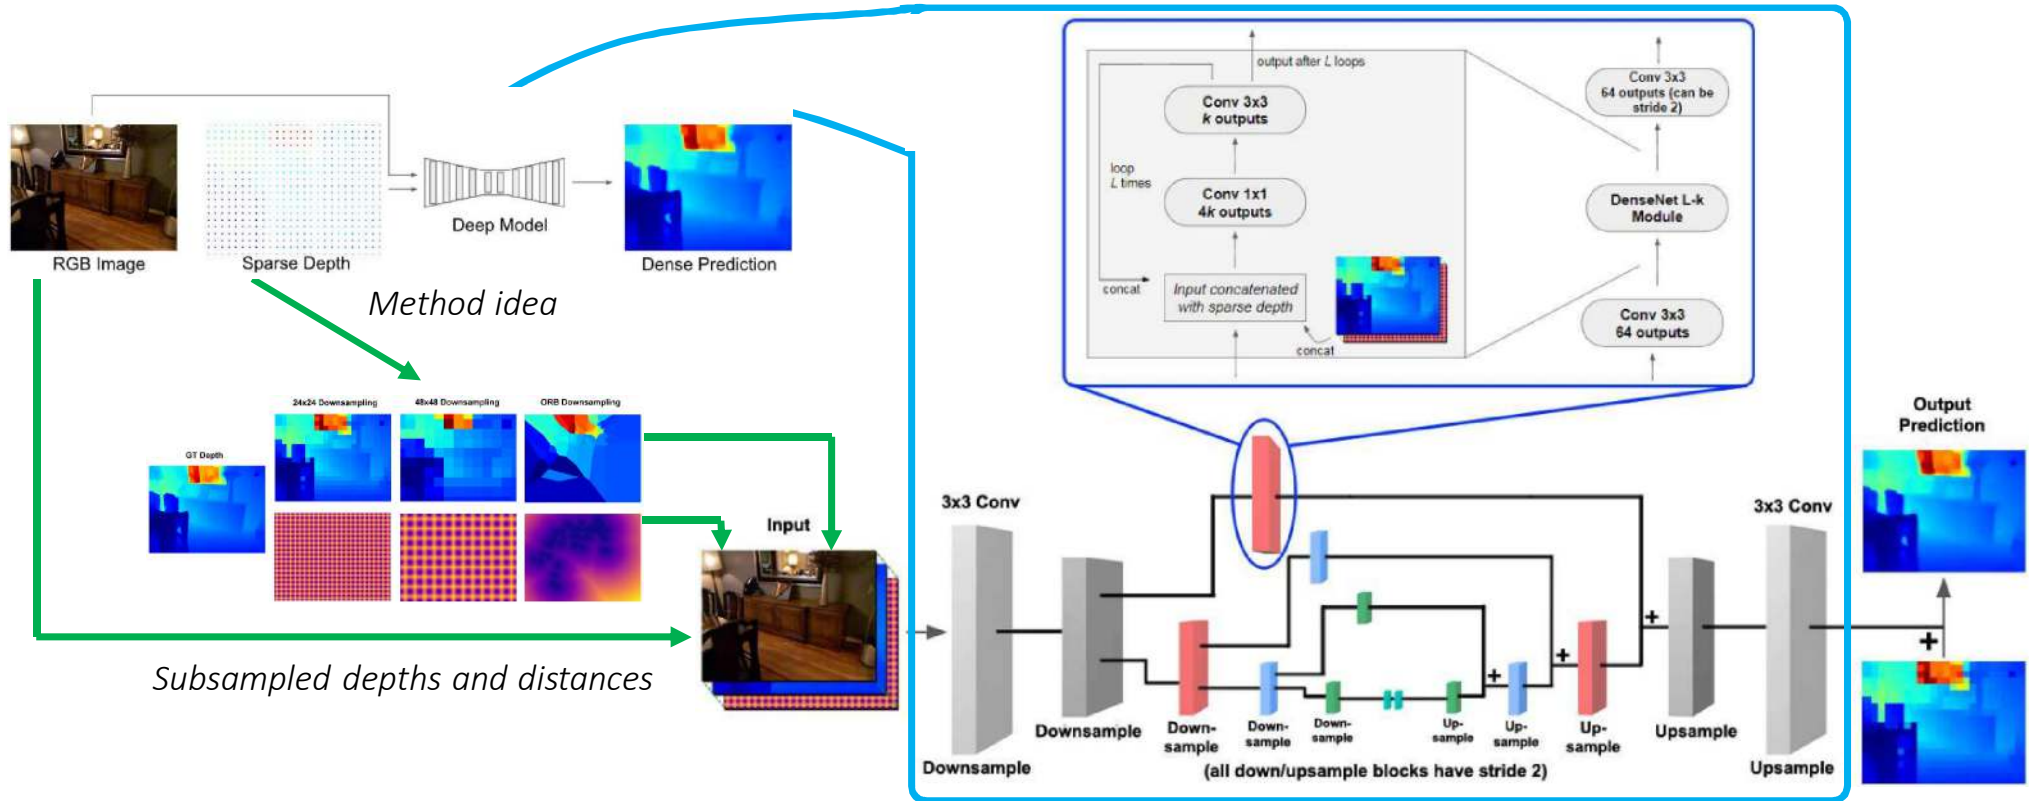 RGB Image
Sparse Depth
Deep Model
Dense Prediction
Method idea
24x24 Downsampling
48x48 Downsampling
ORB Downsampling
GT Depth
Input
Subsampled depths and distances
output after L loops
Conv 3x3
k outputs
loop
L times
Conv 1x1
4k outputs
concat
Input concatenated
with sparse depth
concat
Conv 3x3
64 outputs (can be
stride 2)
DenseNet L-k
Module
Conv 3x3
64 outputs
3x3 Conv
Downsample
Downsample
Down-
sample
Down-
sample
Down-
sample
Up-
sample
Up-
sample
Up-
sample
+
+
+
Upsample
3x3 Conv
Upsample
(all down/upsample blocks have stride 2)
Output
Prediction
+